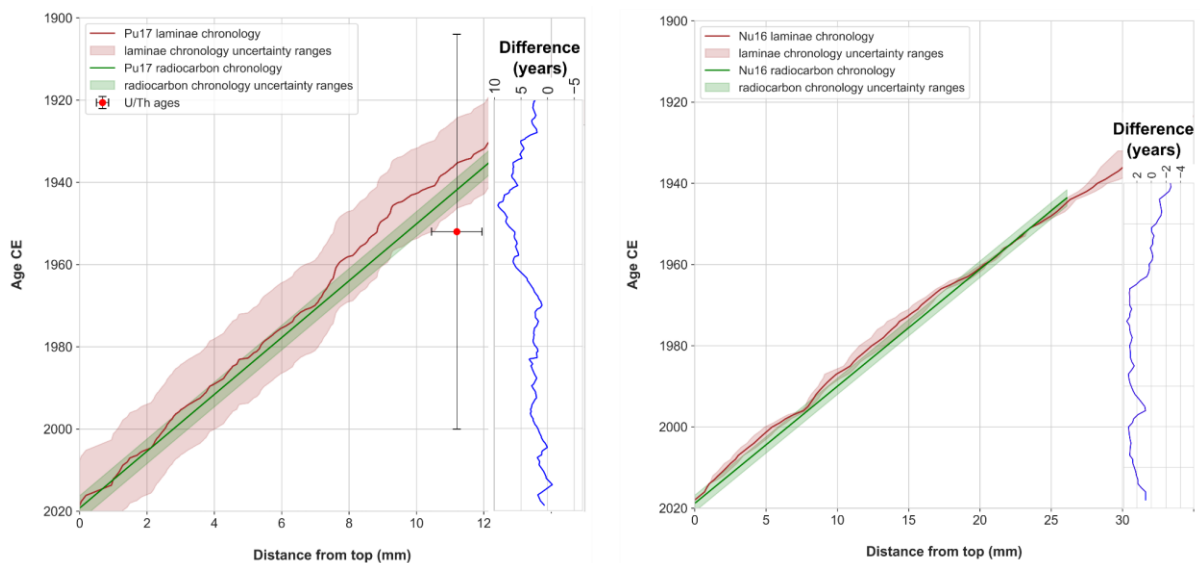 1900
1920
1940
1960
1980
2000
2020
Age CE
Pu17 laminae chronology
laminae chronology uncertainty ranges
Pu17 radiocarbon chronology
radiocarbon chronology uncertainty ranges
U/Th ages
Difference
(years)
10 5 0 −5
0 2 4 6 8 10 12
Distance from top (mm)
1900
1920
1940
1960
1980
2000
2020
Age CE
Nu16 laminae chronology
laminae chronology uncertainty ranges
Nu16 radiocarbon chronology
radiocarbon chronology uncertainty ranges
Difference
(years)
2 0 −2 −4
0 5 10 15 20 25 30
Distance from top (mm)